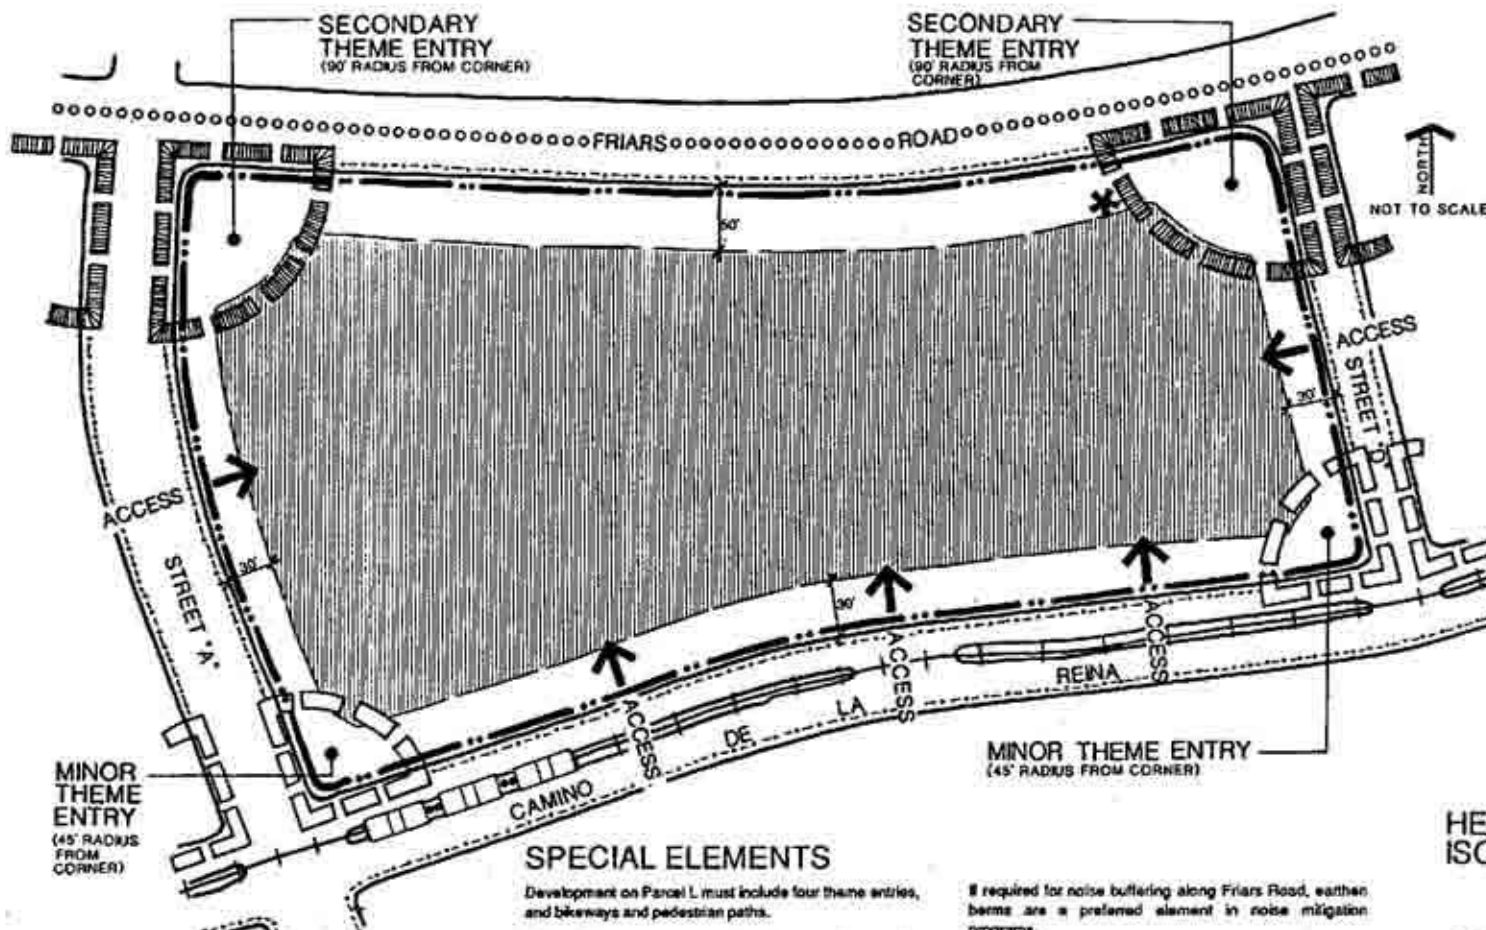 SECONDARY
THEME ENTRY
(90' RADIUS FROM CORNER)
SECONDARY
THEME ENTRY
(90' RADIUS FROM
CORNER)
FRIARS ROAD
NORTH
NOT TO SCALE
50'
ACCESS
STREET "D"
30'
ACCESS
STREET "A"
30'
30'
ACCESS
ACCESS
ACCESS
CAMINO DE LA REINA
MINOR
THEME
ENTRY
(45' RADIUS
FROM
CORNER)
MINOR THEME ENTRY
(45' RADIUS FROM CORNER)
SPECIAL ELEMENTS
Development on Parcel L must include four theme entries,
and bikeways and pedestrian paths.
If required for noise buffering along Friars Road, earthen
berms are a preferred element in noise mitigation
programs.
HE
ISO